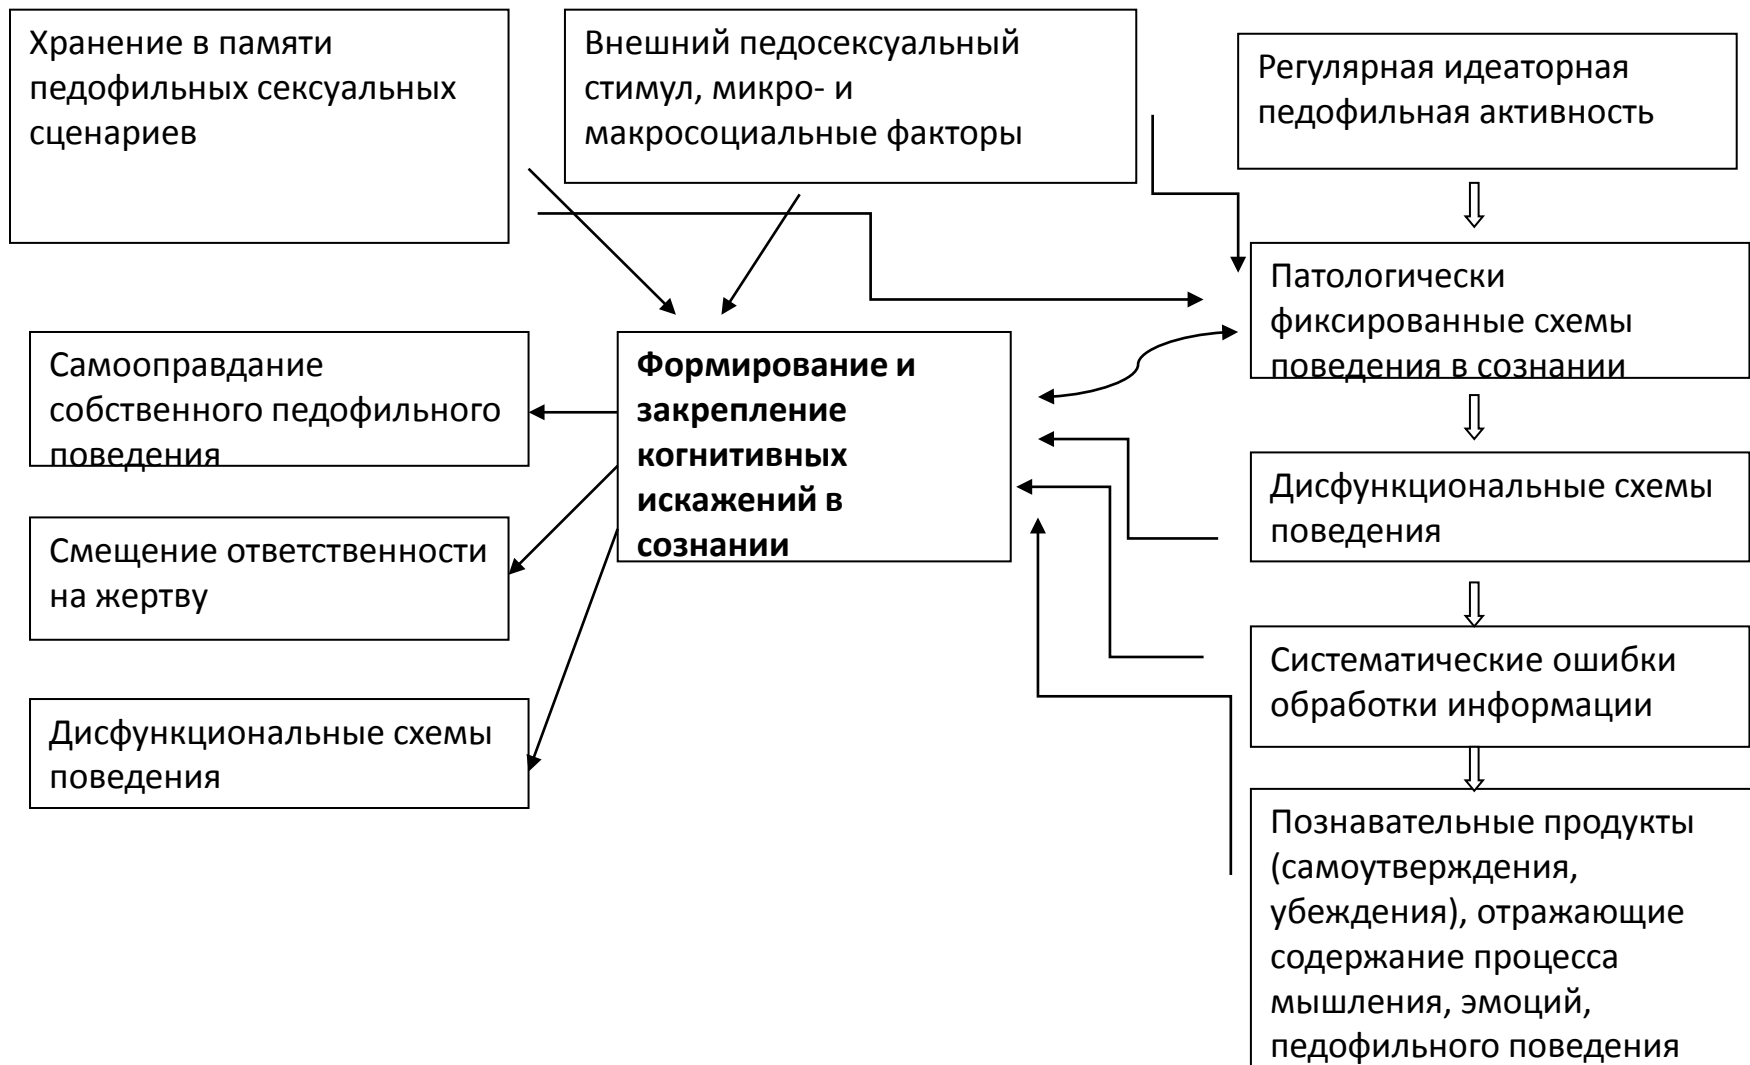 Хранение в памяти
педофильных сексуальных
сценариев
Внешний педосексуальный
стимул, микро- и
макросоциальные факторы
Регулярная идеаторная
педофильная активность
Патологически
фиксированные схемы
поведения в сознании
Самооправдание
собственного педофильного
поведения
Формирование и
закрепление
когнитивных
искажений в
сознании
Дисфункциональные схемы
поведения
Смещение ответственности
на жертву
Систематические ошибки
обработки информации
Дисфункциональные схемы
поведения
Познавательные продукты
(самоутверждения,
убеждения), отражающие
содержание процесса
мышления, эмоций,
педофильного поведения